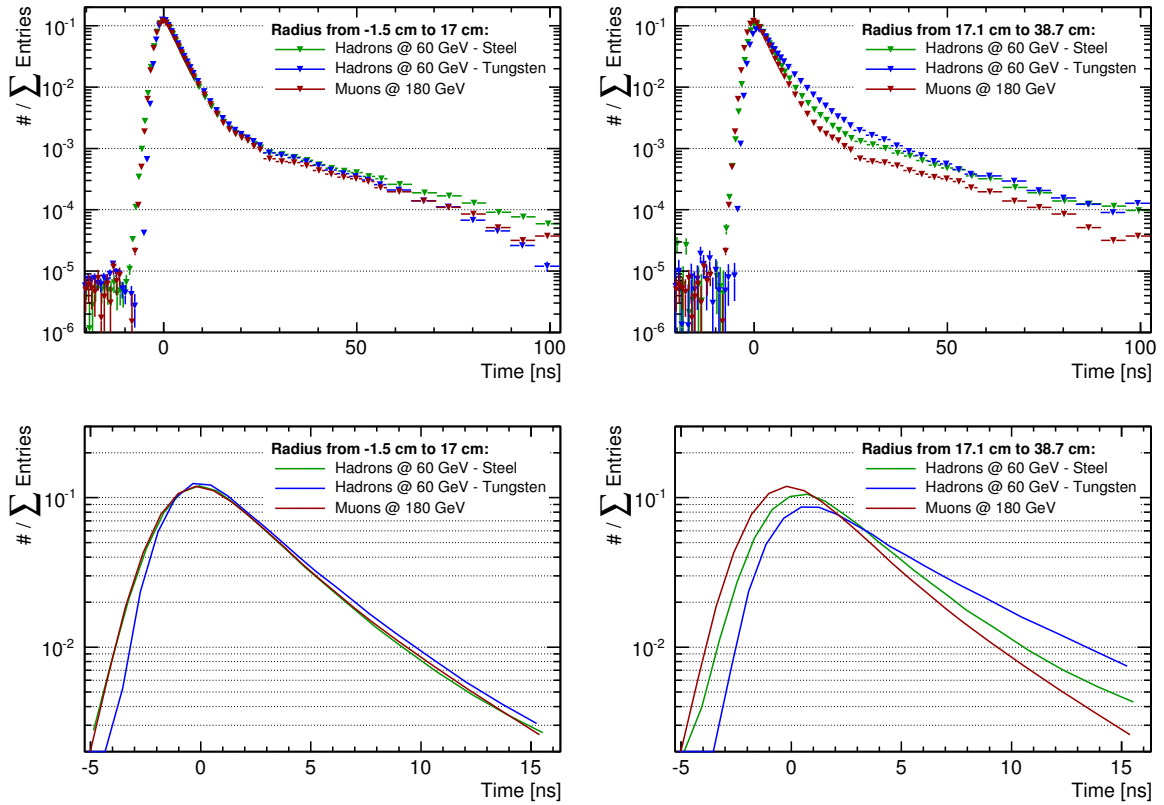 # / ∑ Entries
10⁻¹
10⁻²
10⁻³
10⁻⁴
10⁻⁵
10⁻⁶
Radius from -1.5 cm to 17 cm:
Hadrons @ 60 GeV - Steel
Hadrons @ 60 GeV - Tungsten
Muons @ 180 GeV
0 50 100
Time [ns]
# / ∑ Entries
10⁻¹
10⁻²
10⁻³
10⁻⁴
10⁻⁵
10⁻⁶
Radius from 17.1 cm to 38.7 cm:
Hadrons @ 60 GeV - Steel
Hadrons @ 60 GeV - Tungsten
Muons @ 180 GeV
0 50 100
Time [ns]
# / ∑ Entries
10⁻¹
10⁻²
Radius from -1.5 cm to 17 cm:
Hadrons @ 60 GeV - Steel
Hadrons @ 60 GeV - Tungsten
Muons @ 180 GeV
-5 0 5 10 15
Time [ns]
# / ∑ Entries
10⁻¹
10⁻²
Radius from 17.1 cm to 38.7 cm:
Hadrons @ 60 GeV - Steel
Hadrons @ 60 GeV - Tungsten
Muons @ 180 GeV
-5 0 5 10 15
Time [ns]